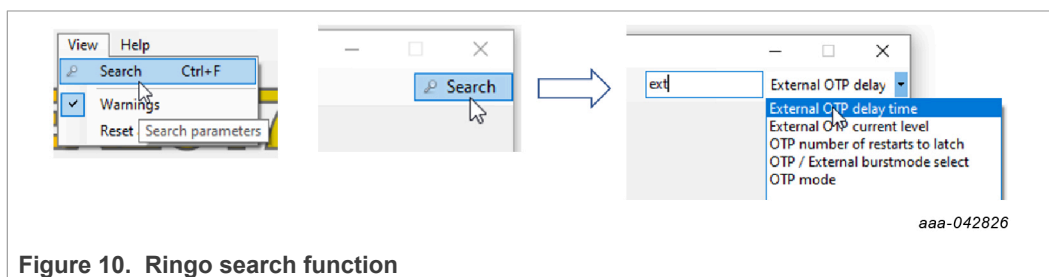 View Help
Search Ctrl+F
Warnings
Reset
Search parameters
Search
ext
External OTP delay
External OTP delay time
External OTP current level
OTP number of restarts to latch
OTP / External burstmode select
OTP mode
aaa-042826
Figure 10. Ringo search function